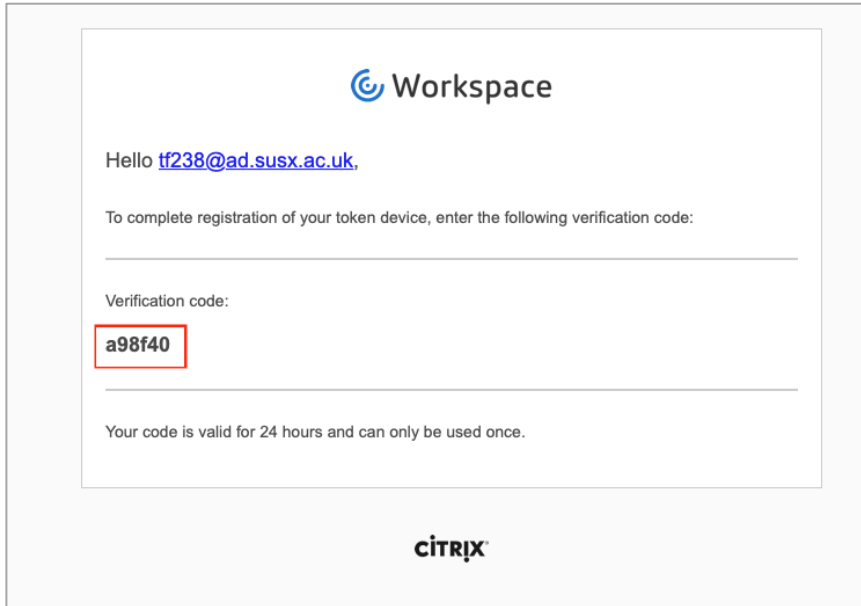 Workspace
Hello tf238@ad.susx.ac.uk,
To complete registration of your token device, enter the following verification code:
Verification code:
a98f40
Your code is valid for 24 hours and can only be used once.
CiTRIX